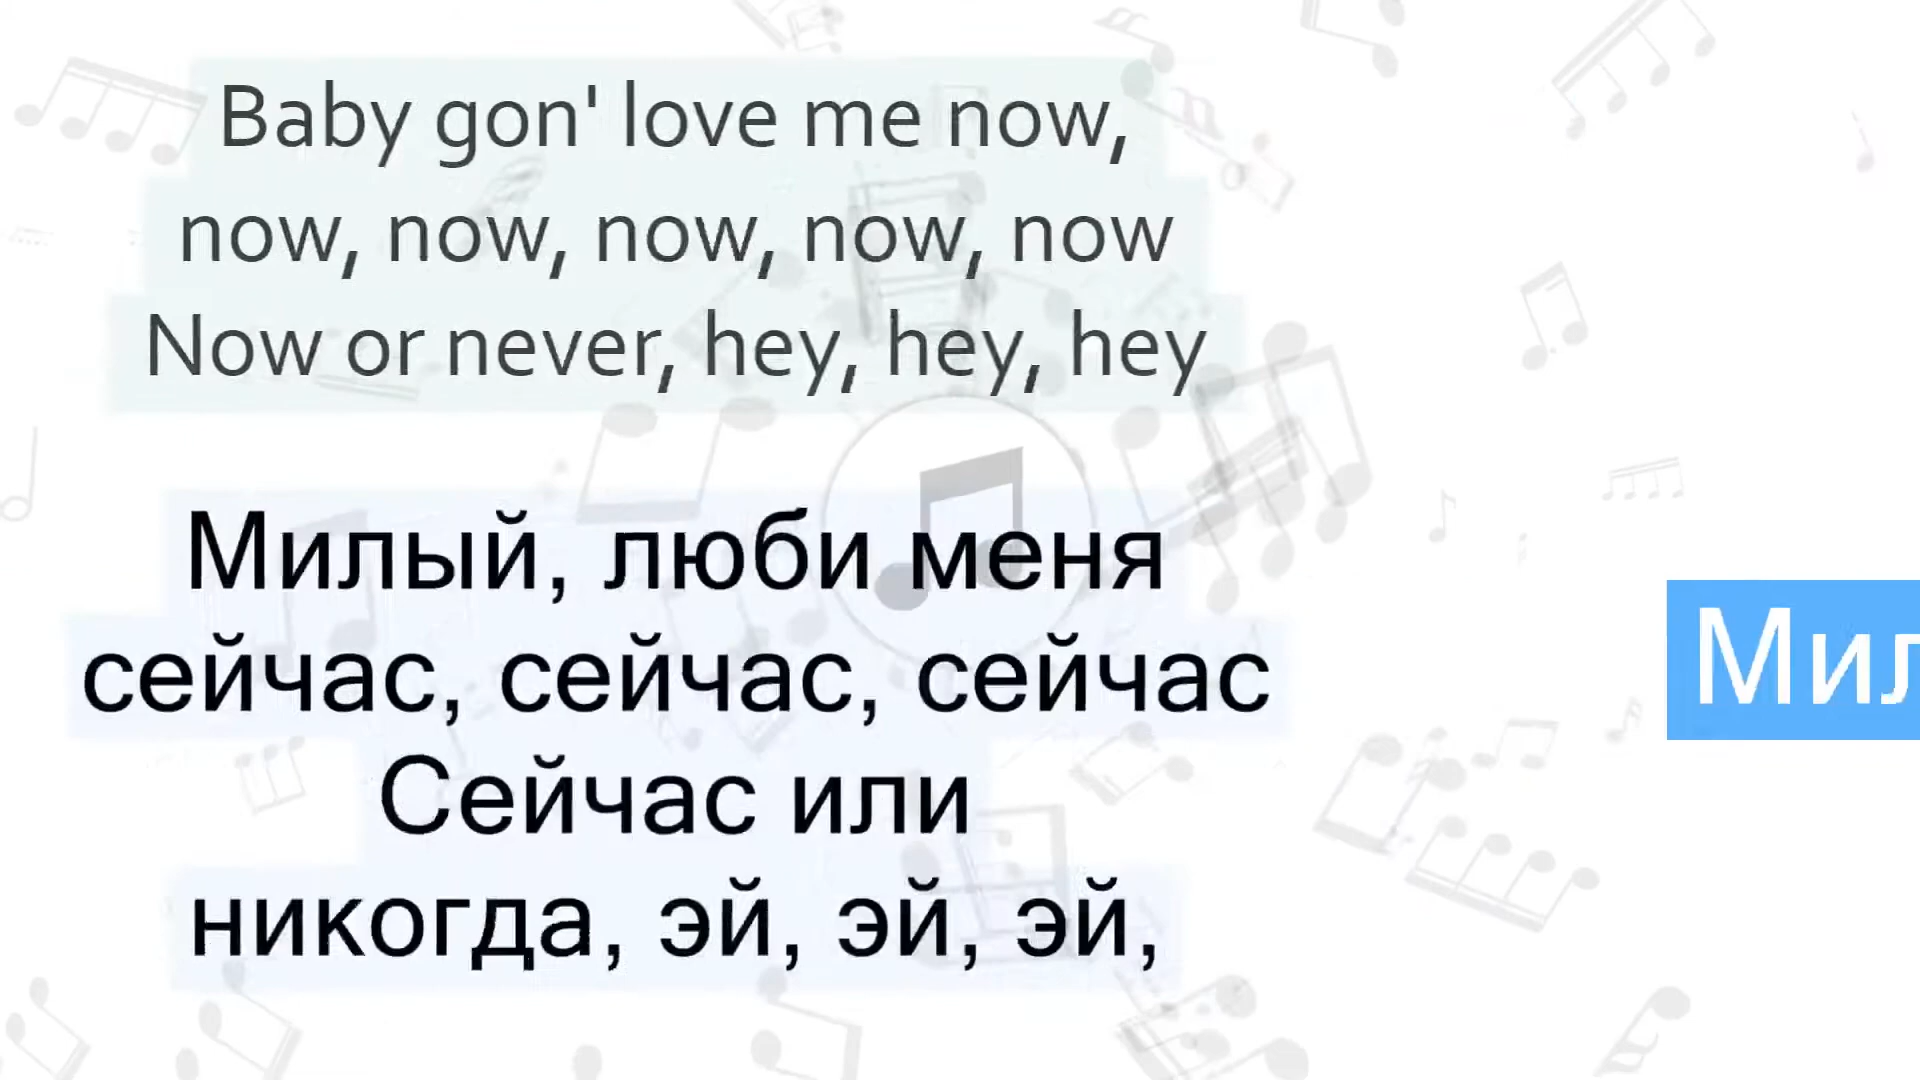 Baby gon' love me now,
now, now, now, now, now
Now or never, hey, hey, hey
Милый, люби меня
сейчас, сейчас, сейчас
Сейчас или
никогда, эй, эй, эй,